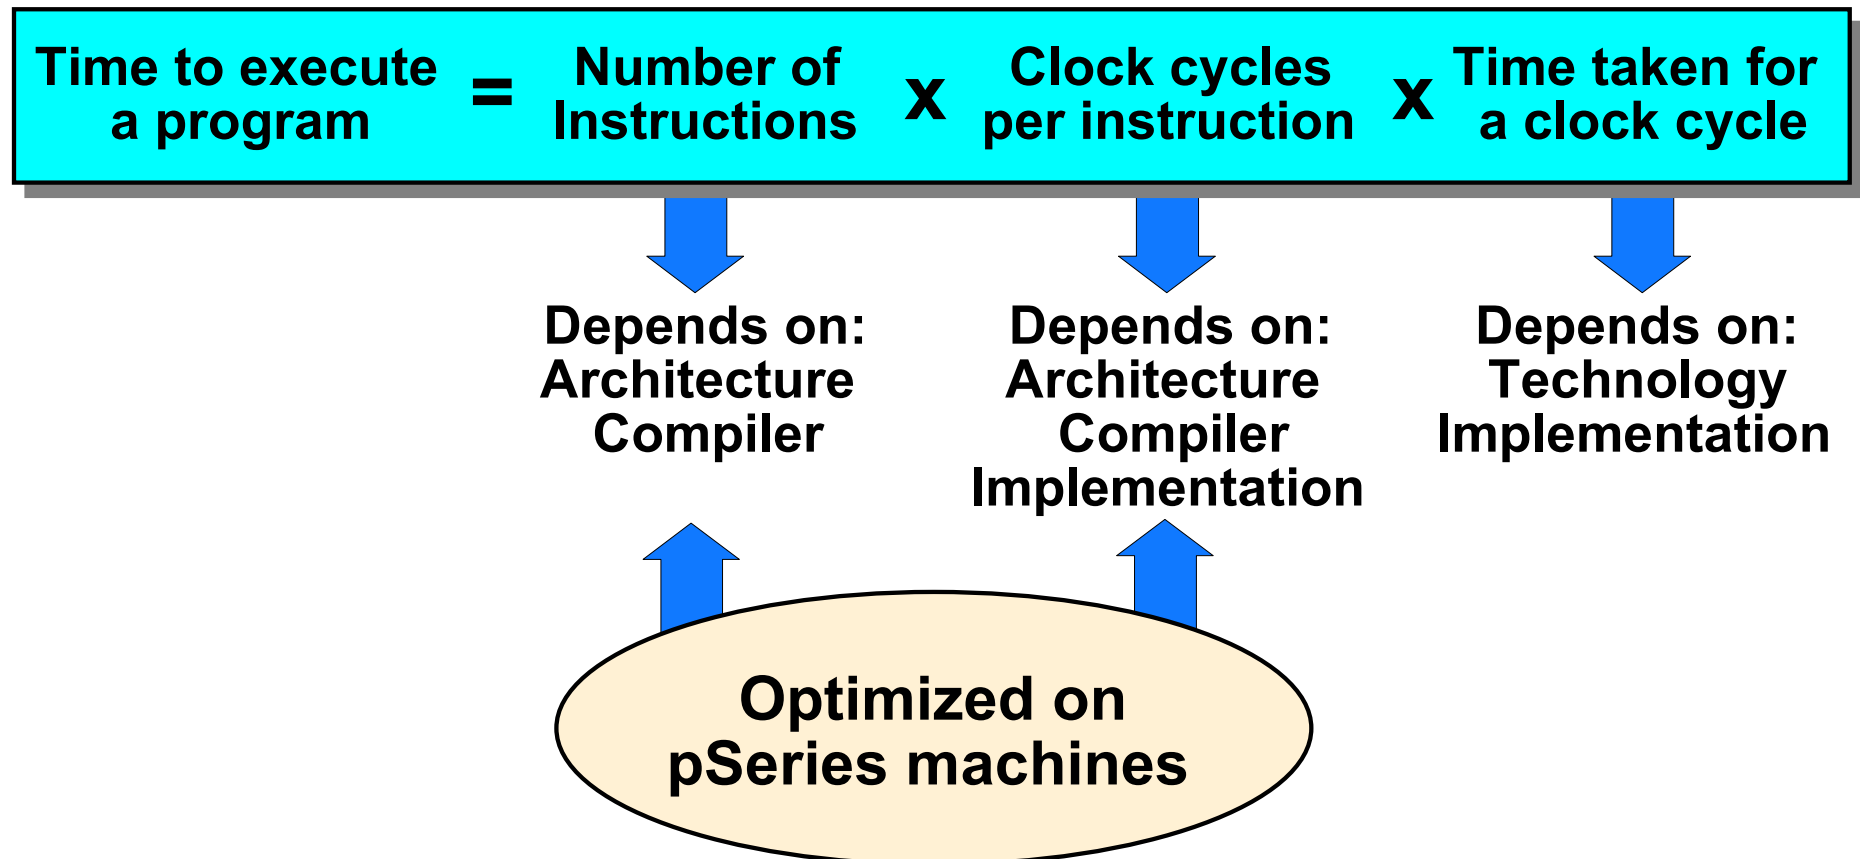 Time to execute
a program
=
Number of
Instructions
x
Clock cycles
per instruction
x
Time taken for
a clock cycle
Depends on:
Architecture
Compiler
Depends on:
Architecture
Compiler
Implementation
Depends on:
Technology
Implementation
Optimized on
pSeries machines